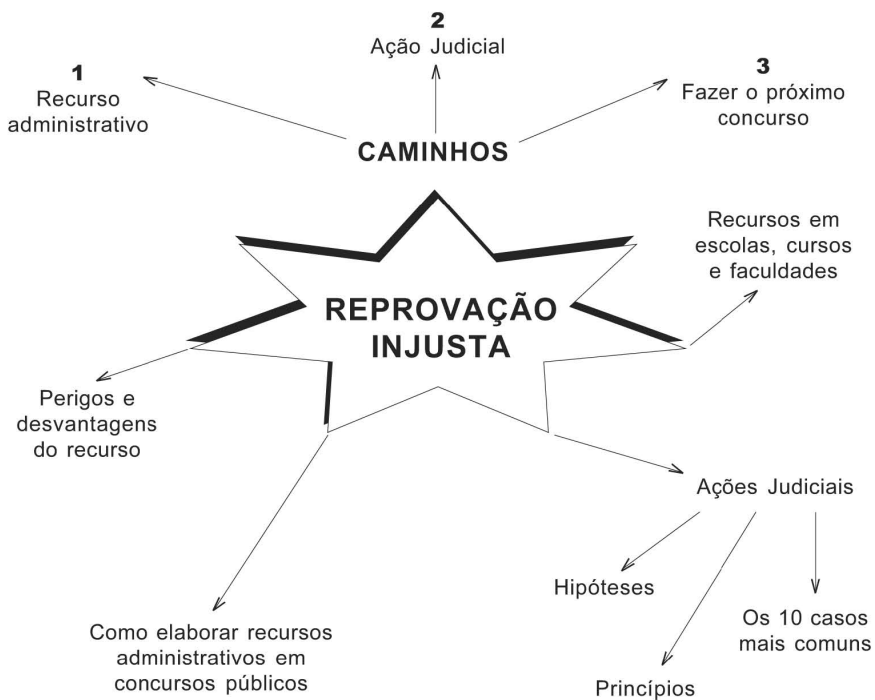 1
Recurso
administrativo
2
Ação Judicial
3
Fazer o próximo
concurso
CAMINHOS
REPROVAÇÃO
INJUSTA
Recursos em
escolas, cursos
e faculdades
Perigos e
desvantagens
do recurso
Ações Judiciais
Hipóteses
Princípios
Os 10 casos
mais comuns
Como elaborar recursos
administrativos em
concursos públicos